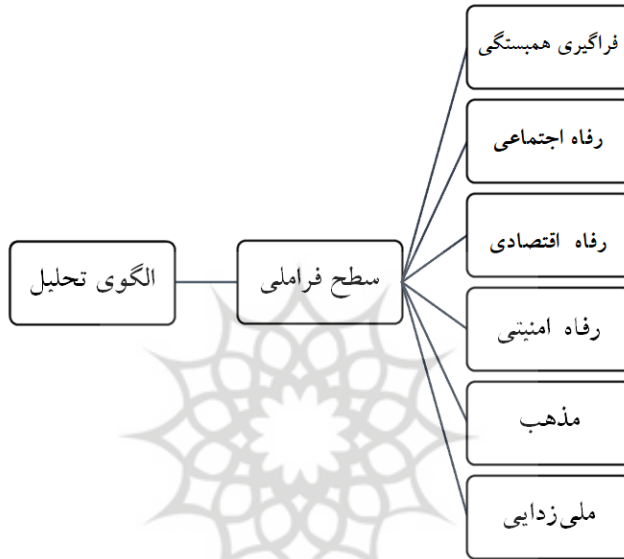 فراگیری همبستگی
رفاه اجتماعی
رفاه اقتصادی
الگوی تحلیل
سطح فراملی
رفاه امنیتی
مذهب
ملی‌زدایی